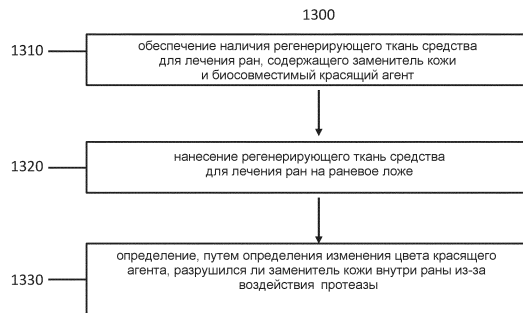 1300
1310
обеспечение наличия регенерирующего ткань средства
для лечения ран, содержащего заменитель кожи
и биосовместимый красящий агент
1320
нанесение регенерирующего ткань средства
для лечения ран на раневое ложе
1330
определение, путем определения изменения цвета красящего
агента, разрушился ли заменитель кожи внутри раны из-за
воздействия протеазы